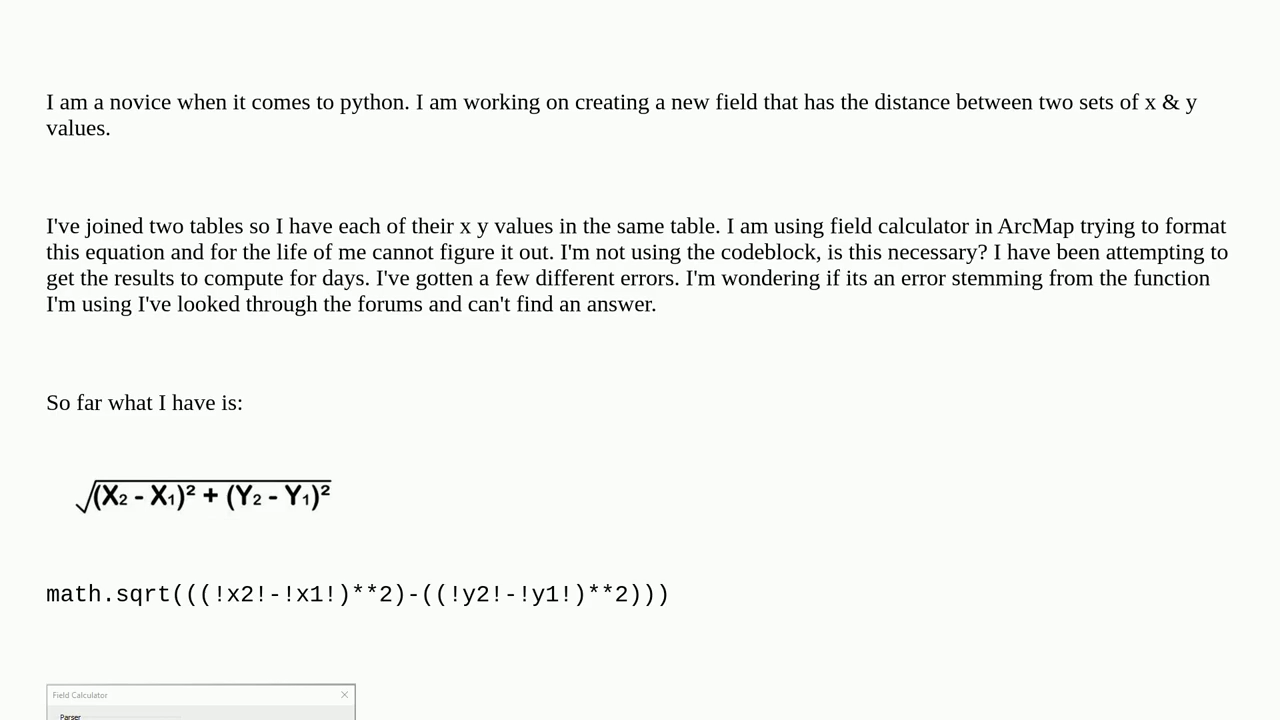 I am a novice when it comes to python. I am working on creating a new field that has the distance between two sets of x & y
values.
I've joined two tables so I have each of their x y values in the same table. I am using field calculator in ArcMap trying to format
this equation and for the life of me cannot figure it out. I'm not using the codeblock, is this necessary? I have been attempting to
get the results to compute for days. I've gotten a few different errors. I'm wondering if its an error stemming from the function
I'm using I've looked through the forums and can't find an answer.
So far what I have is:
√(X₂ - X₁)² + (Y₂ - Y₁)²
math.sqrt(((!x2!-!x1!)**2)-((!y2!-!y1!)**2)))
Field Calculator
Parser